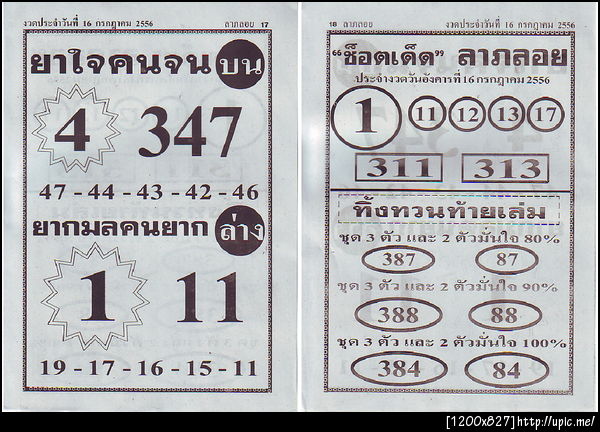 งวดประจำวันที่ 16 กรกฎาคม 2556 ลาภลอย 17
ยาใจคนจน บน
4 347
47 - 44 - 43 - 42 - 46
ยากมลคนยาก ล่าง
1 11
19 - 17 - 16 - 15 - 11
18 ลาภลอย งวดประจำวันที่ 16 กรกฎาคม 2556
"ช็อตเด็ด" ลาภลอย
ประจำงวดวันอังคารที่ 16 กรกฎาคม 2556
1 11 12 13 17
311 313
ทิ้งทวนท้ายเล่ม
ชุด 3 ตัว และ 2 ตัวมั่นใจ 80%
387 87
ชุด 3 ตัว และ 2 ตัวมั่นใจ 90%
388 88
ชุด 3 ตัว และ 2 ตัวมั่นใจ 100%
384 84
[1200x827]http://upic.me/